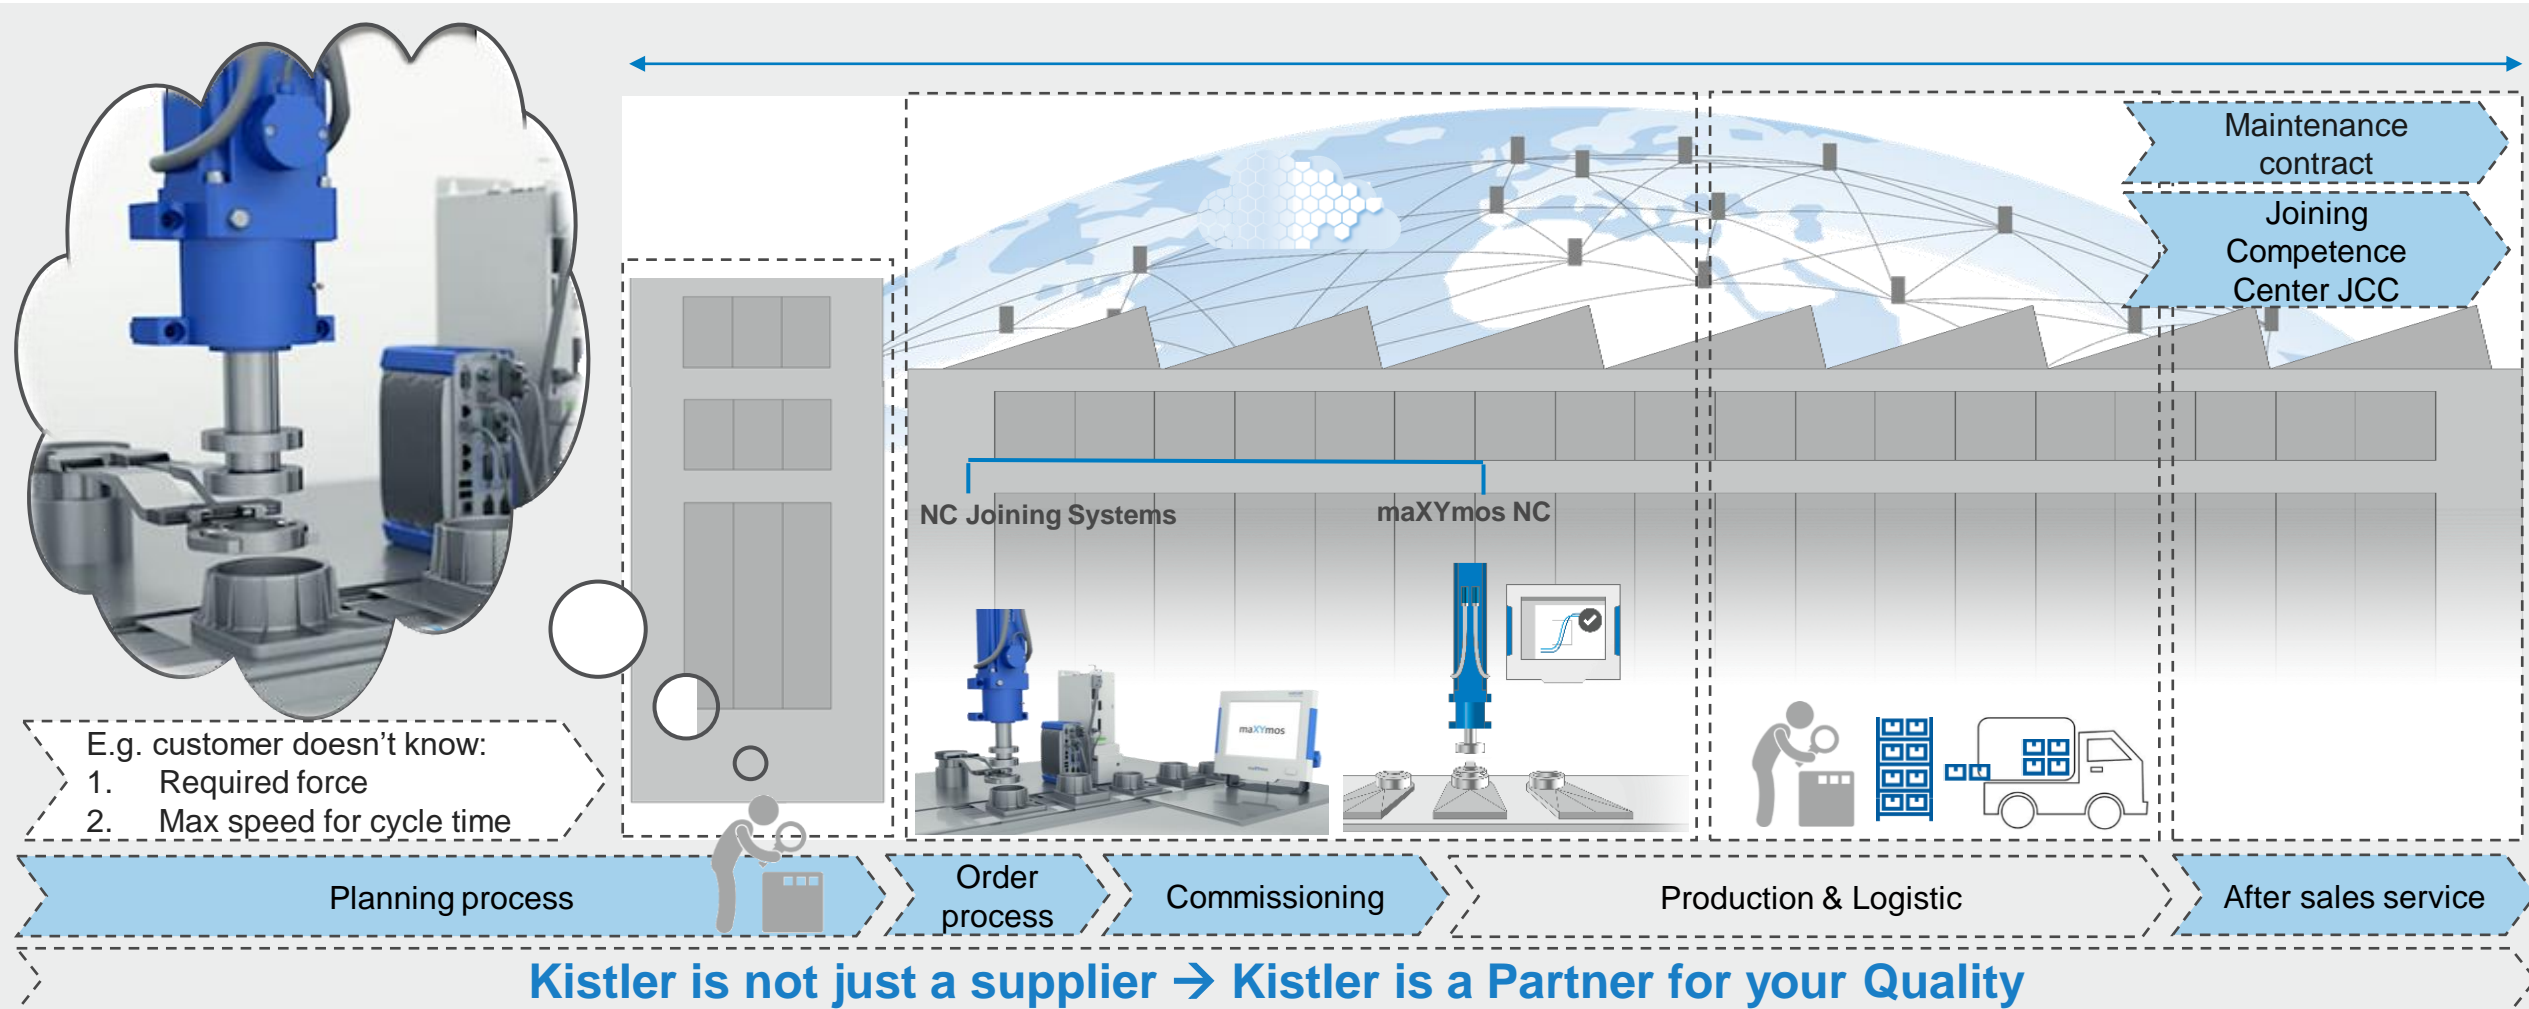 Maintenance
contract
Joining
Competence
Center JCC
NC Joining Systems
maXYmos NC
maXYmos
E.g. customer doesn't know:
1. Required force
2. Max speed for cycle time
Planning process
Order
process
Commissioning
Production & Logistic
After sales service
Kistler is not just a supplier → Kistler is a Partner for your Quality